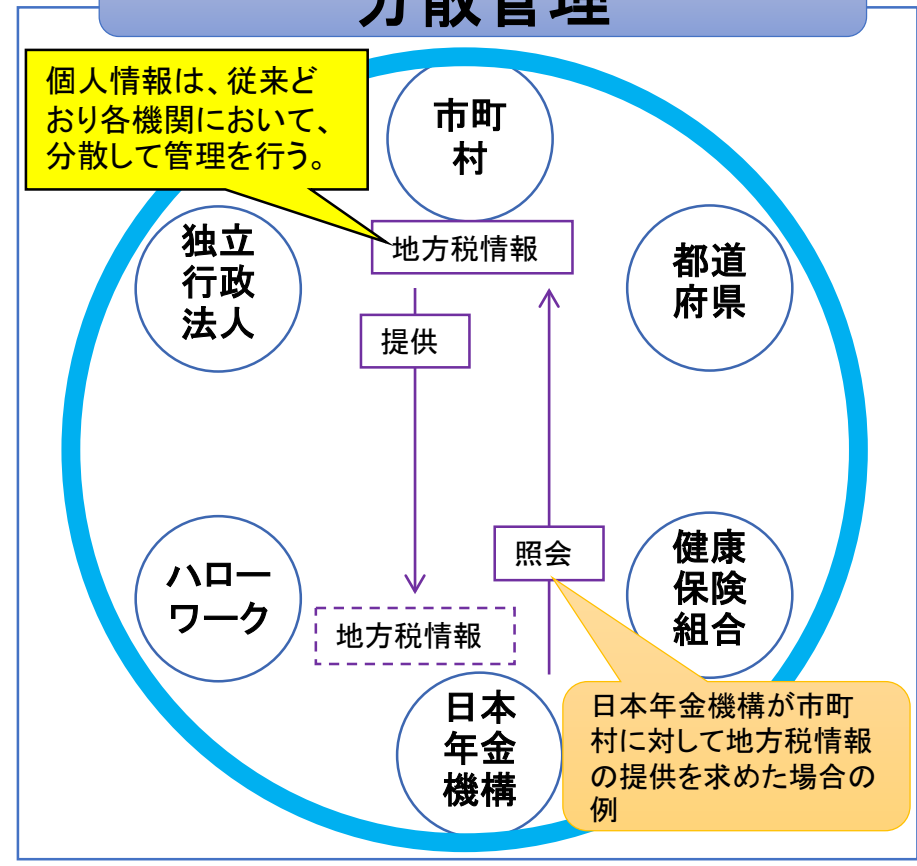 分散管理
個人情報は、従来ど
おり各機関において、
分散して管理を行う。
市町
村
独立
行政
法人
地方税情報
都道
府県
提供
照会
健康
保険
組合
ハロー
ワーク
地方税情報
日本
年金
機構
日本年金機構が市町
村に対して地方税情報
の提供を求めた場合の
例